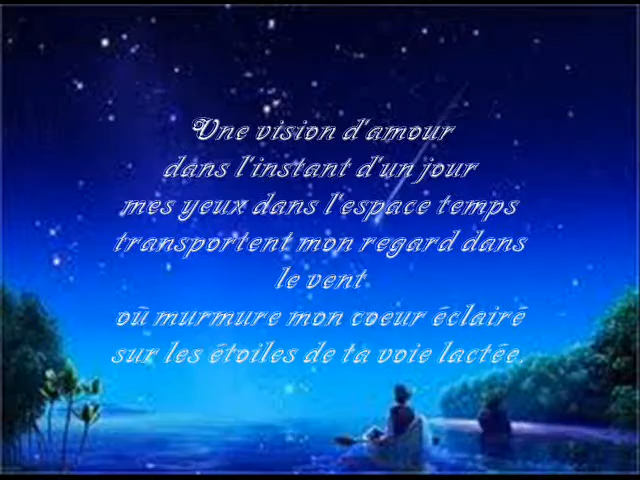 Une vision d'amour
dans l'instant d'un jour
mes yeux dans l'espace temps
transportent mon regard dans
le vent
où murmure mon coeur éclairé
sur les étoiles de ta voie lactée.